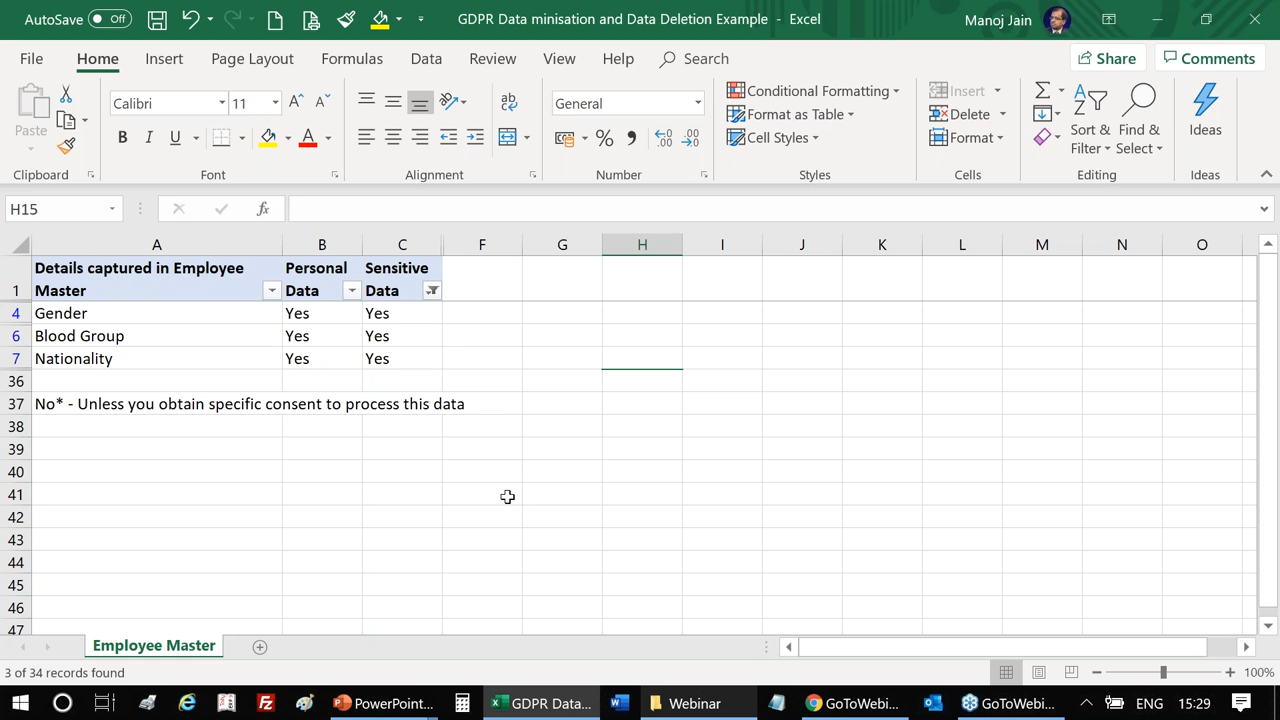 AutoSave Off GDPR Data minisation and Data Deletion Example - Excel Manoj Jain
File Home Insert Page Layout Formulas Data Review View Help Search Share Comments
Paste
Clipboard
Calibri 11
B I U A
Font
Alignment
General
% ,
Number
Conditional Formatting
Format as Table
Cell Styles
Styles
Insert
Delete
Format
Cells
Sort & Filter
Find & Select
Editing
Ideas
Ideas
H15 fx
A B C F G H I J K L M N O
1 Details captured in Employee Master Personal Data Sensitive Data
4 Gender Yes Yes
6 Blood Group Yes Yes
7 Nationality Yes Yes
36
37 No* - Unless you obtain specific consent to process this data
38
39
40
41
42
43
44
45
46
47
Employee Master
3 of 34 records found 100%
PowerPoint... GDPR Data... Webinar GoToWebi... GoToWebi... ENG 15:29